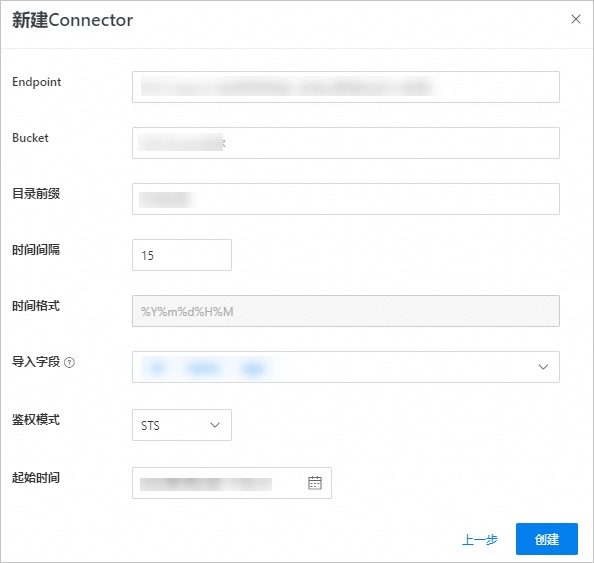 新建Connector
Endpoint
Bucket
目录前缀
时间间隔
15
时间格式
%Y%m%d%H%M
导入字段
鉴权模式
STS
起始时间
上一步
创建